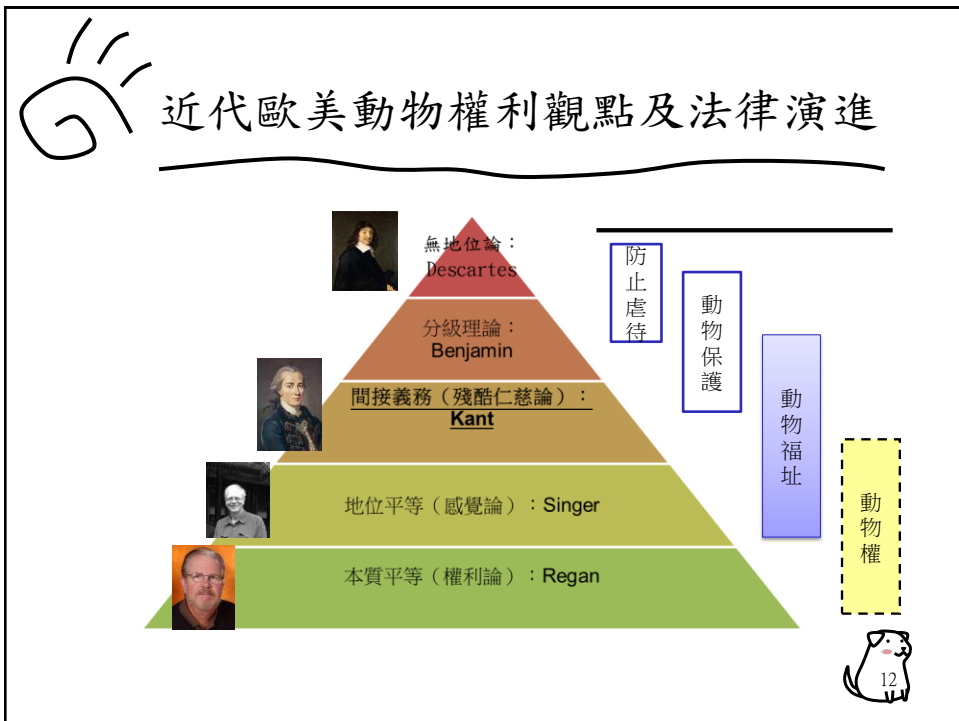 近代歐美動物權利觀點及法律演進
無地位論：
Descartes
分級理論：
Benjamin
間接義務（殘酷仁慈論）：
Kant
地位平等（感覺論）：Singer
本質平等（權利論）：Regan
防止虐待
動物保護
動物福址
動物權
12